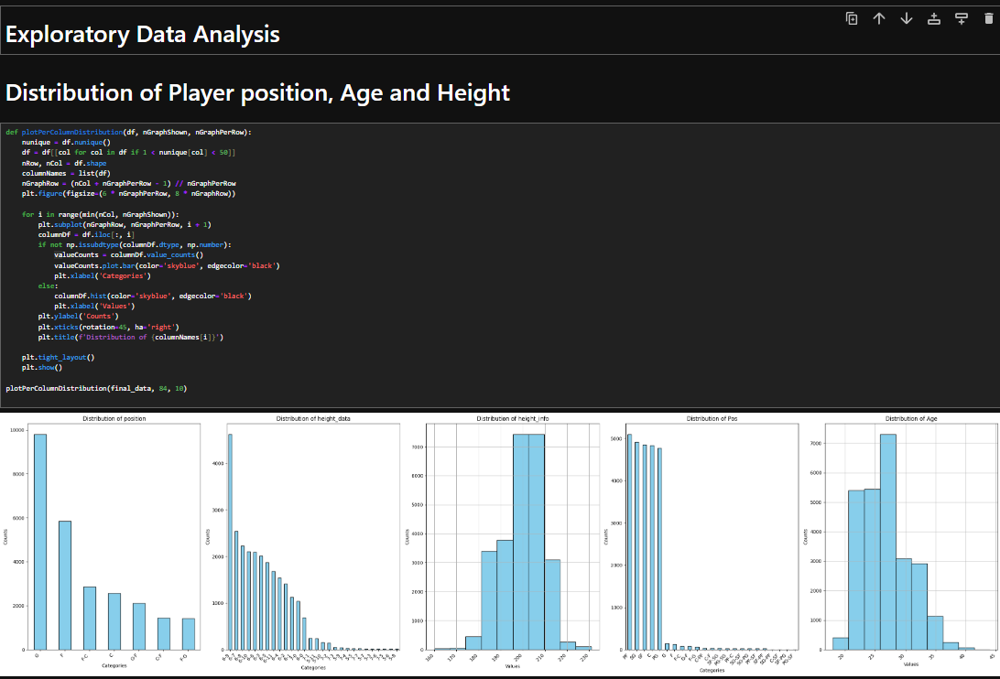 Exploratory Data Analysis
Distribution of Player position, Age and Height
def plotPerColumnDistribution(df, nGraphShown, nGraphPerRow):
    nunique = df.nunique()
    df = df[[col for col in df if 1 < nunique[col] < 50]]
    nRow, nCol = df.shape
    columnNames = list(df)
    nGraphRow = (nCol + nGraphPerRow - 1) // nGraphPerRow
    plt.figure(figsize=(6 * nGraphPerRow, 8 * nGraphRow))
    for i in range(min(nCol, nGraphShown)):
        plt.subplot(nGraphRow, nGraphPerRow, i + 1)
        columnDf = df.iloc[:, i]
        if not np.issubdtype(columnDf.dtype, np.number):
            valueCounts = columnDf.value_counts()
            valueCounts.plot.bar(color='skyblue', edgecolor='black')
            plt.xlabel('Categories')
        else:
            columnDf.hist(color='skyblue', edgecolor='black')
            plt.xlabel('Values')
        plt.ylabel('Counts')
        plt.xticks(rotation=45, ha='right')
        plt.title(f'Distribution of {columnNames[i]}')
    plt.tight_layout()
    plt.show()
plotPerColumnDistribution(final_data, 84, 10)
Distribution of position
10000
8000
6000
4000
2000
0
Counts
G
F
F-C
C
G-F
C-F
F-G
Categories
Distribution of height_data
4000
3000
2000
1000
0
Counts
Categories
Distribution of height_info
7000
6000
5000
4000
3000
2000
1000
0
Counts
160
170
180
190
200
210
220
230
Values
Distribution of Pos
5000
4000
3000
2000
1000
0
Counts
PF
SG
SF
C
PG
G
F
Categories
Distribution of Age
7000
6000
5000
4000
3000
2000
1000
0
Counts
20
25
30
35
40
45
Values